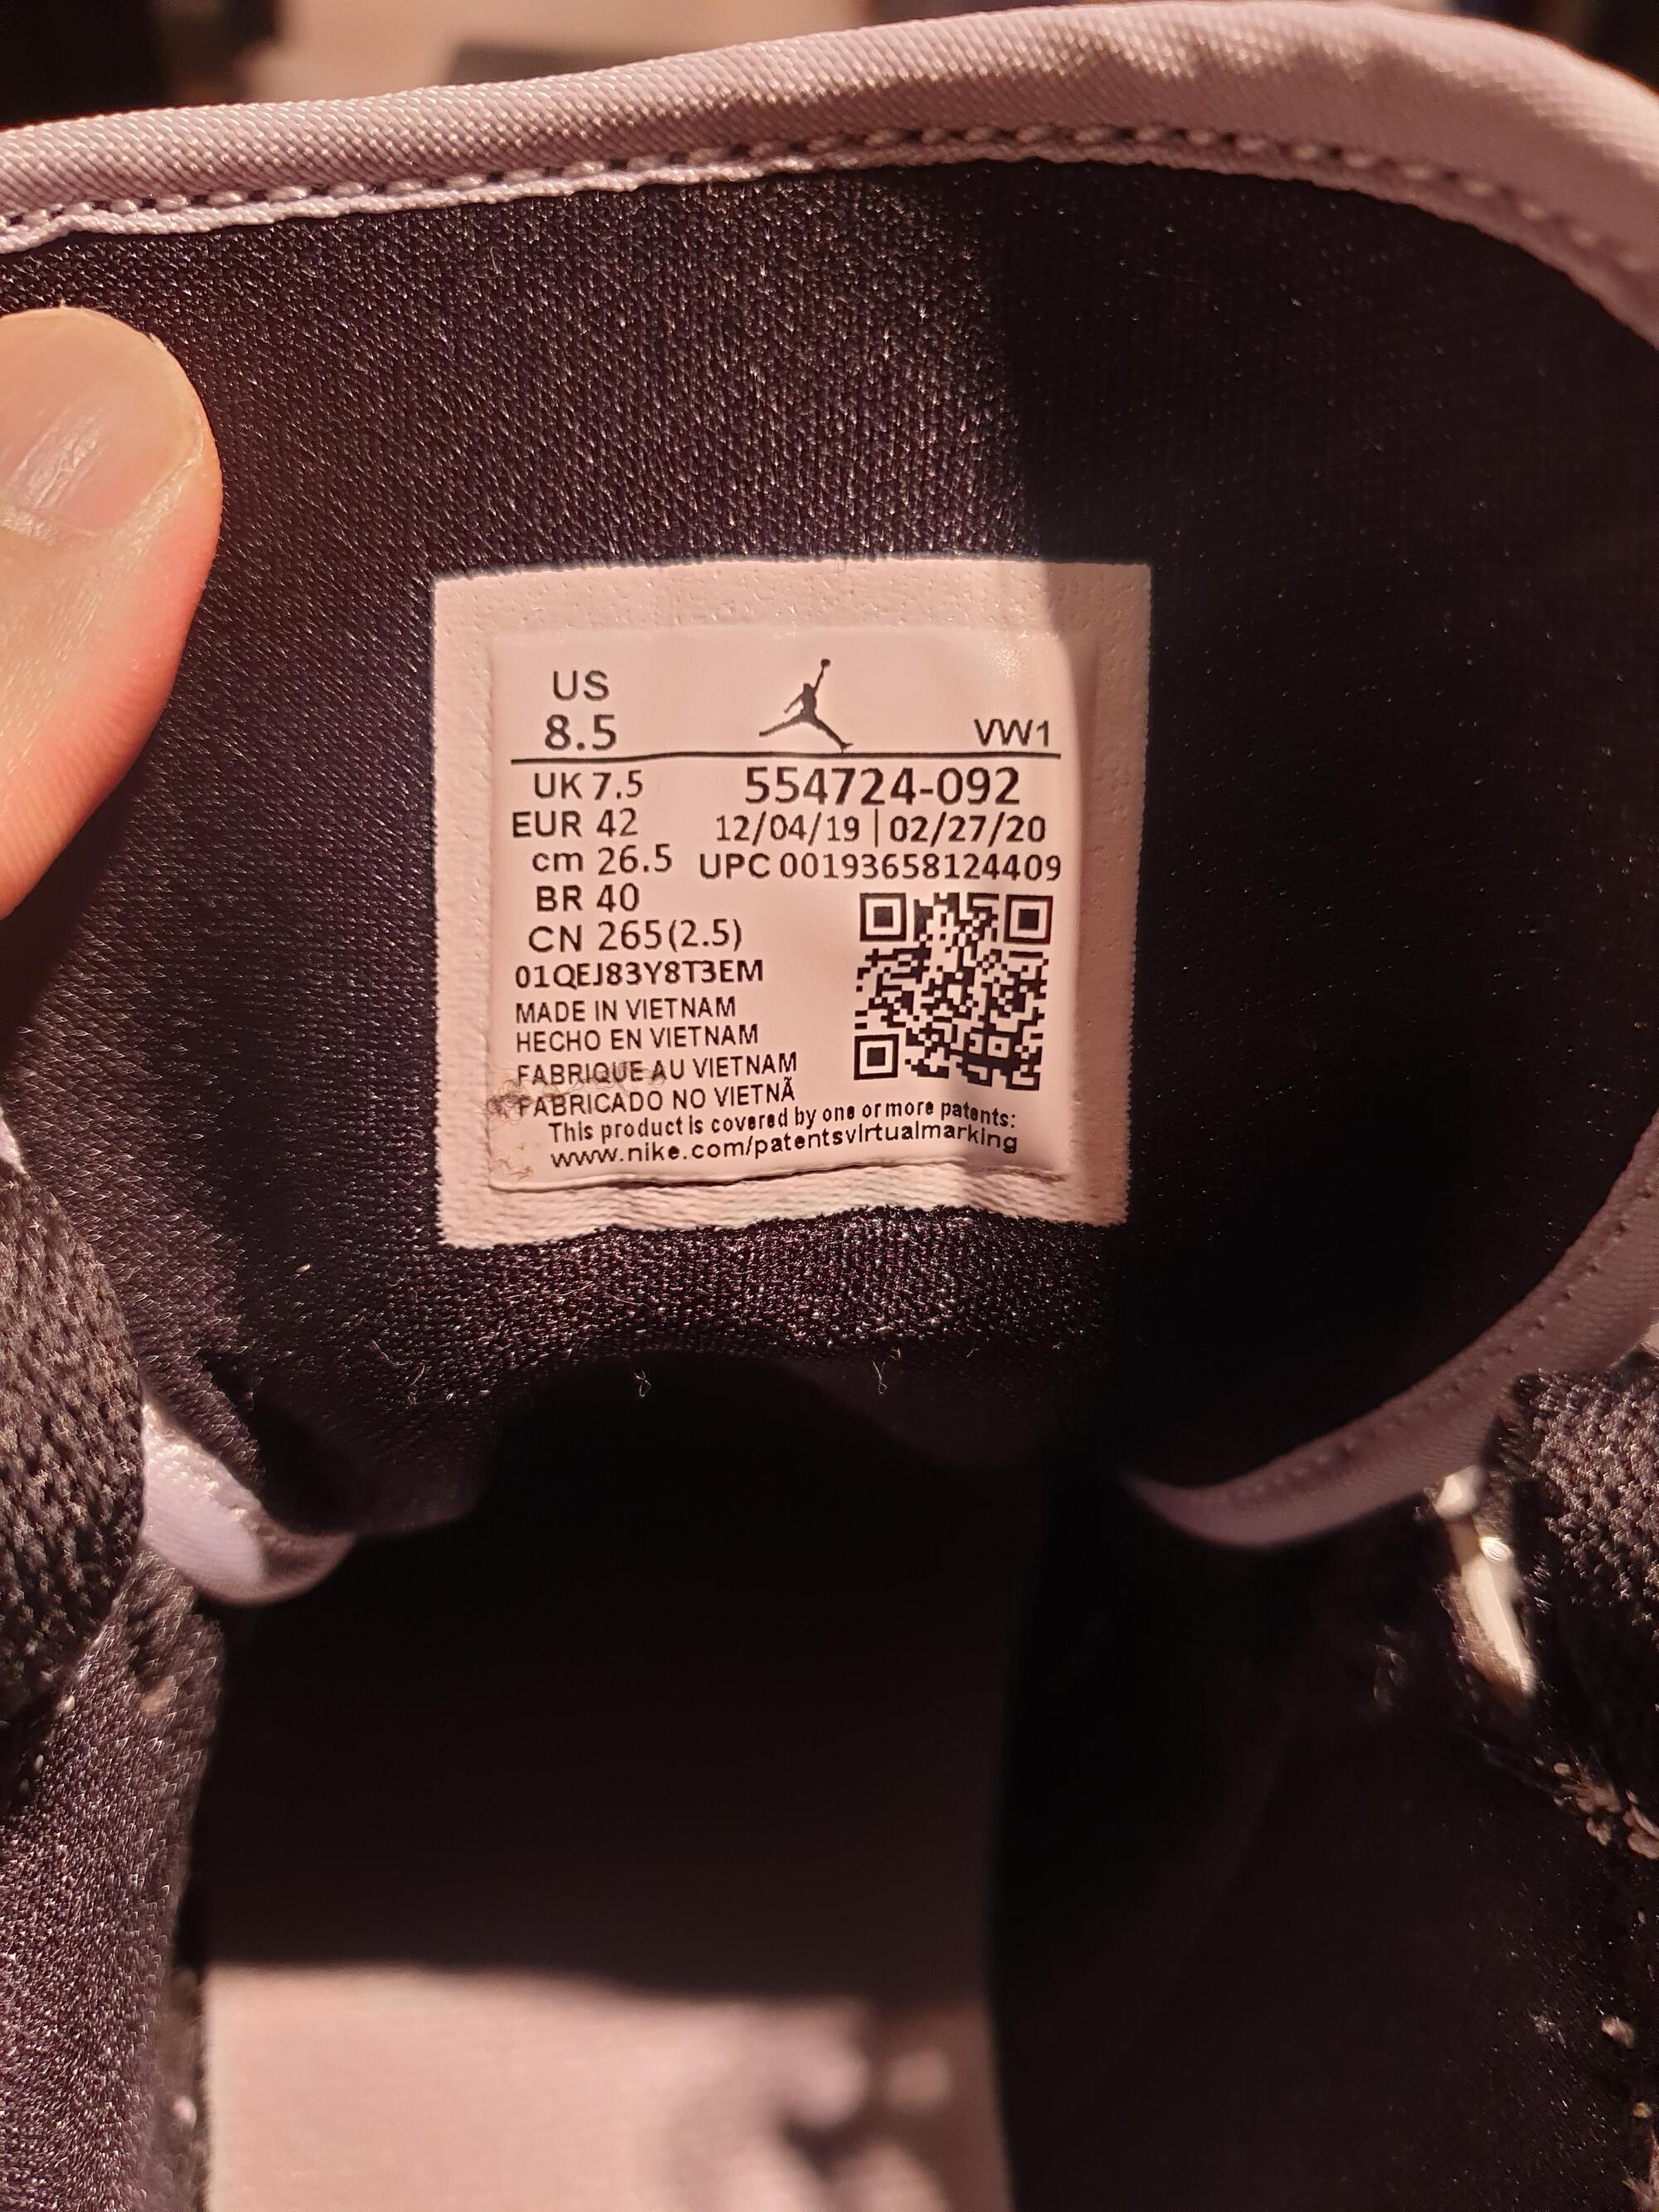 US
8.5
VW1
UK 7.5
554724-092
EUR 42
12/04/19 | 02/27/20
cm 26.5
UPC 00193658124409
BR 40
CN 265(2.5)
01QEJ83Y8T3EM
MADE IN VIETNAM
HECHO EN VIETNAM
FABRIQUE AU VIETNAM
FABRICADO NO VIETNÃ
This product is covered by one or more patents:
www.nike.com/patentsvirtualmarking